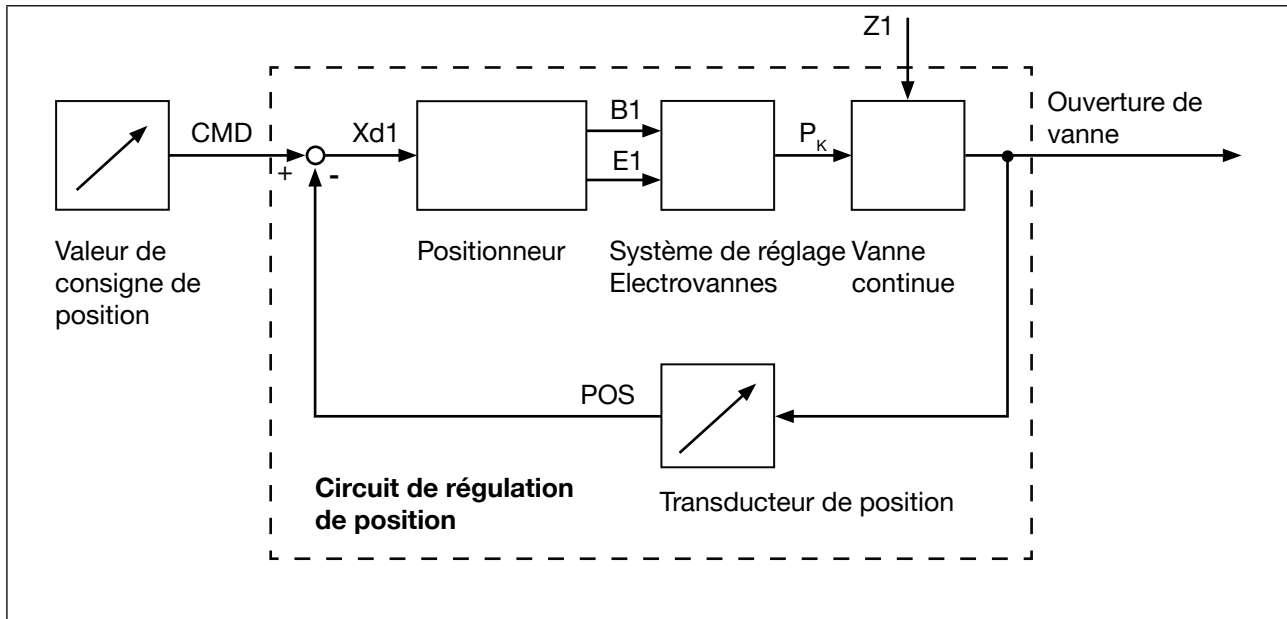 Z1
CMD
+
-
Xd1
B1
E1
PK
Ouverture de
vanne
Valeur de
consigne de
position
Positionneur
Système de réglage
Electrovannes
Vanne
continue
POS
Circuit de régulation
de position
Transducteur de position